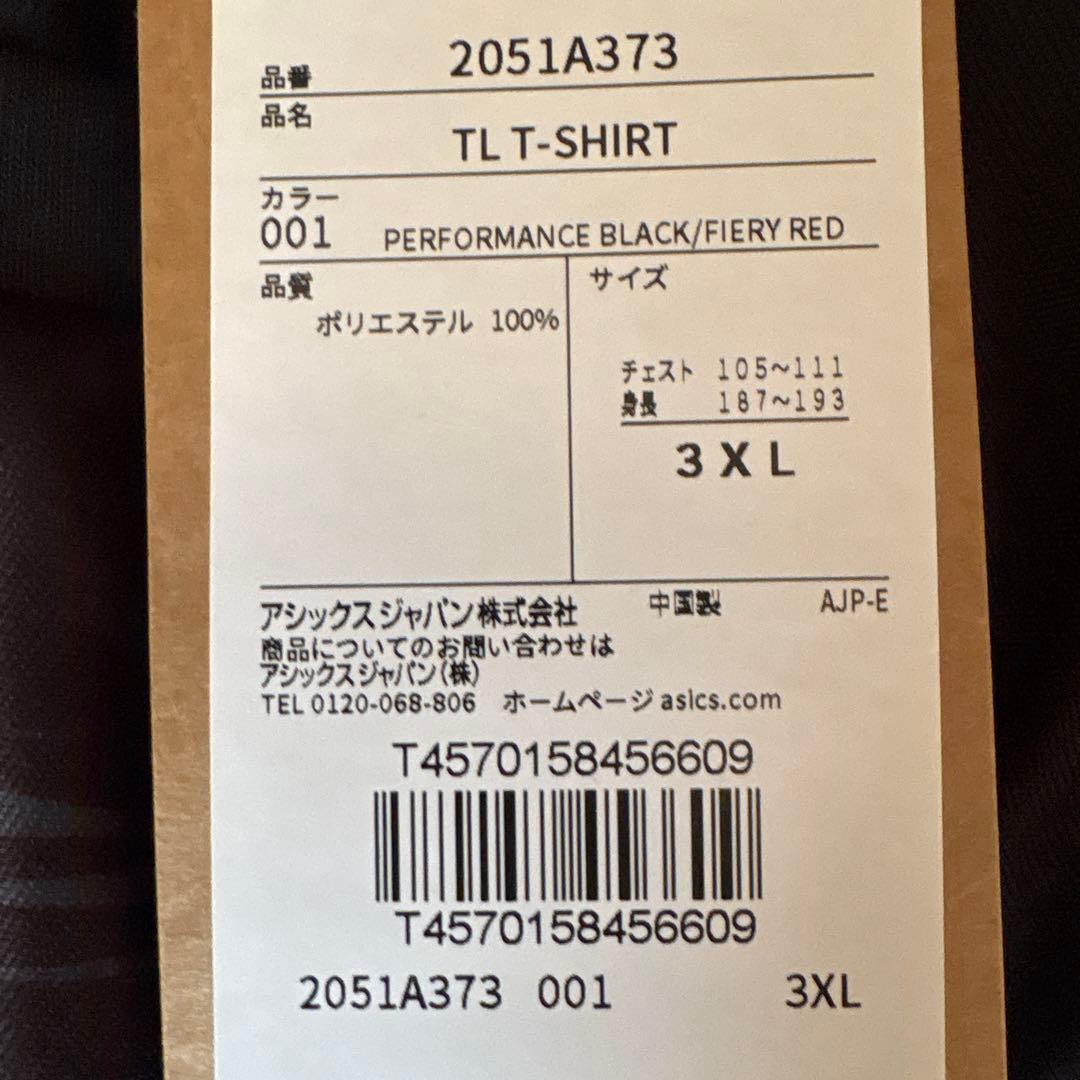 品番 2051A373
品名
TL T-SHIRT
カラー
001 PERFORMANCE BLACK/FIERY RED
品質
ポリエステル 100%
サイズ
チェスト 105~111
身長 187~193
3XL
アシックスジャパン株式会社 中国製 AJP-E
商品についてのお問い合わせは
アシックスジャパン(株)
TEL 0120-068-806 ホームページ asics.com
T4570158456609
T4570158456609
2051A373 001 3XL